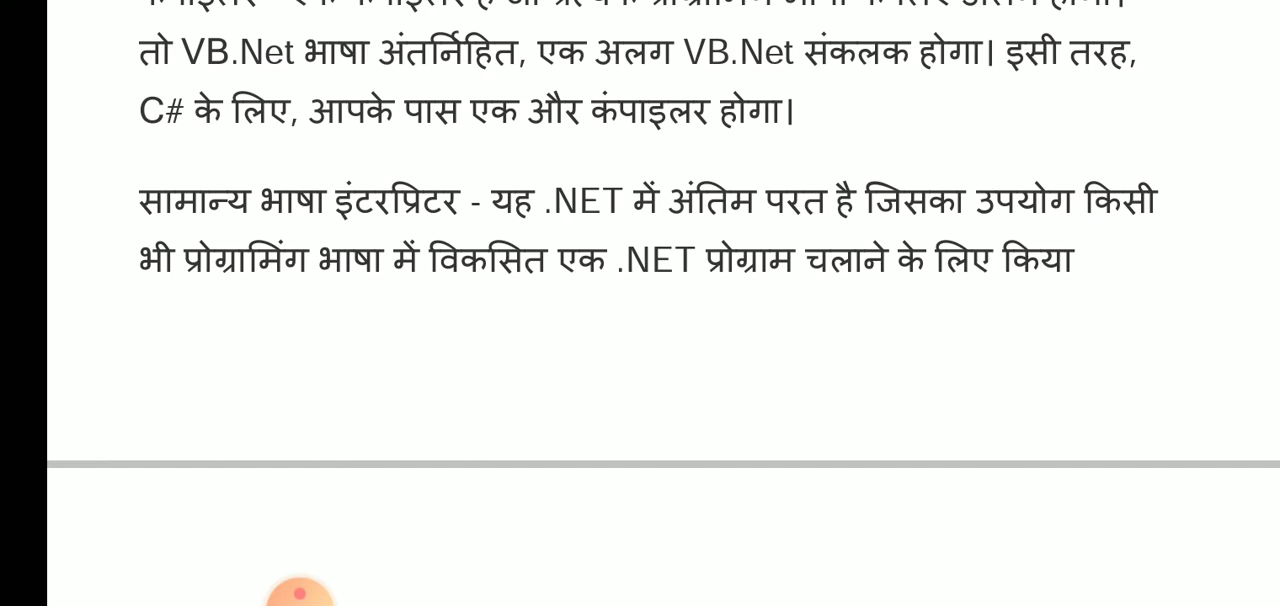 तो VB.Net भाषा अंतर्निहित, एक अलग VB.Net संकलक होगा| इसी तरह,
C# के लिए, आपके पास एक और कंपाइलर होगा|
सामान्य भाषा इंटरप्रिटर - यह .NET में अंतिम परत है जिसका उपयोग किसी
भी प्रोग्रामिंग भाषा में विकसित एक .NET प्रोग्राम चलाने के लिए किया